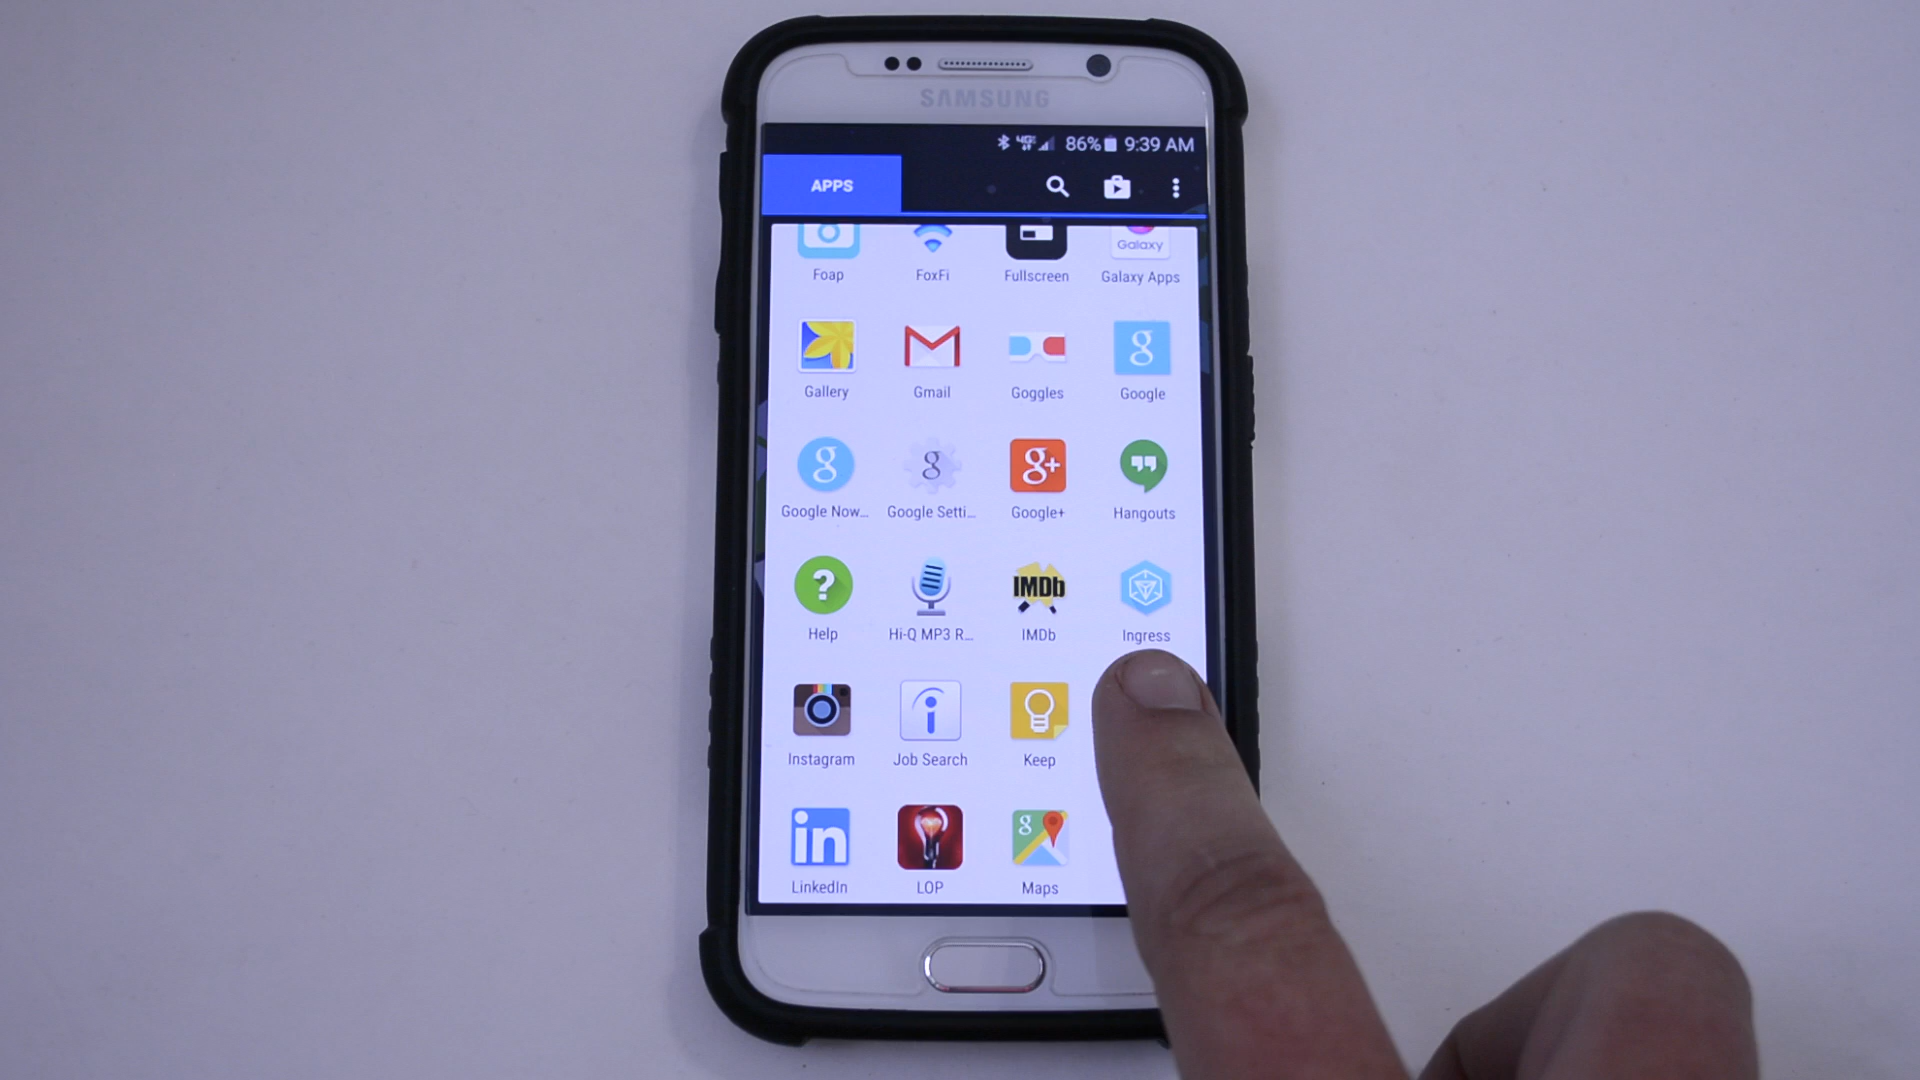 SAMSUNG
4G 86% 9:39 AM
APPS
Galaxy
Foap FoxFi Fullscreen Galaxy Apps
g
Gallery Gmail Goggles Google
g g g+
Google Now... Google Setti... Google+ Hangouts
? IMDb
Help Hi-Q MP3 R... IMDb Ingress
i
Instagram Job Search Keep
in g
LinkedIn LOP Maps